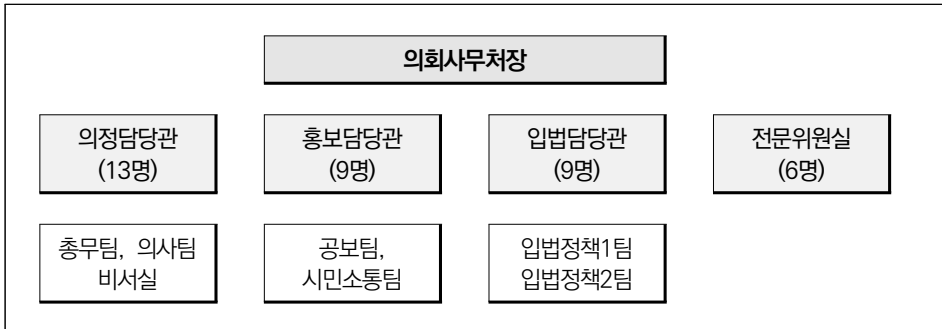 의회사무처장
의정담당관
(13명)
홍보담당관
(9명)
입법담당관
(9명)
전문위원실
(6명)
총무팀, 의사팀
비서실
공보팀,
시민소통팀
입법정책1팀
입법정책2팀